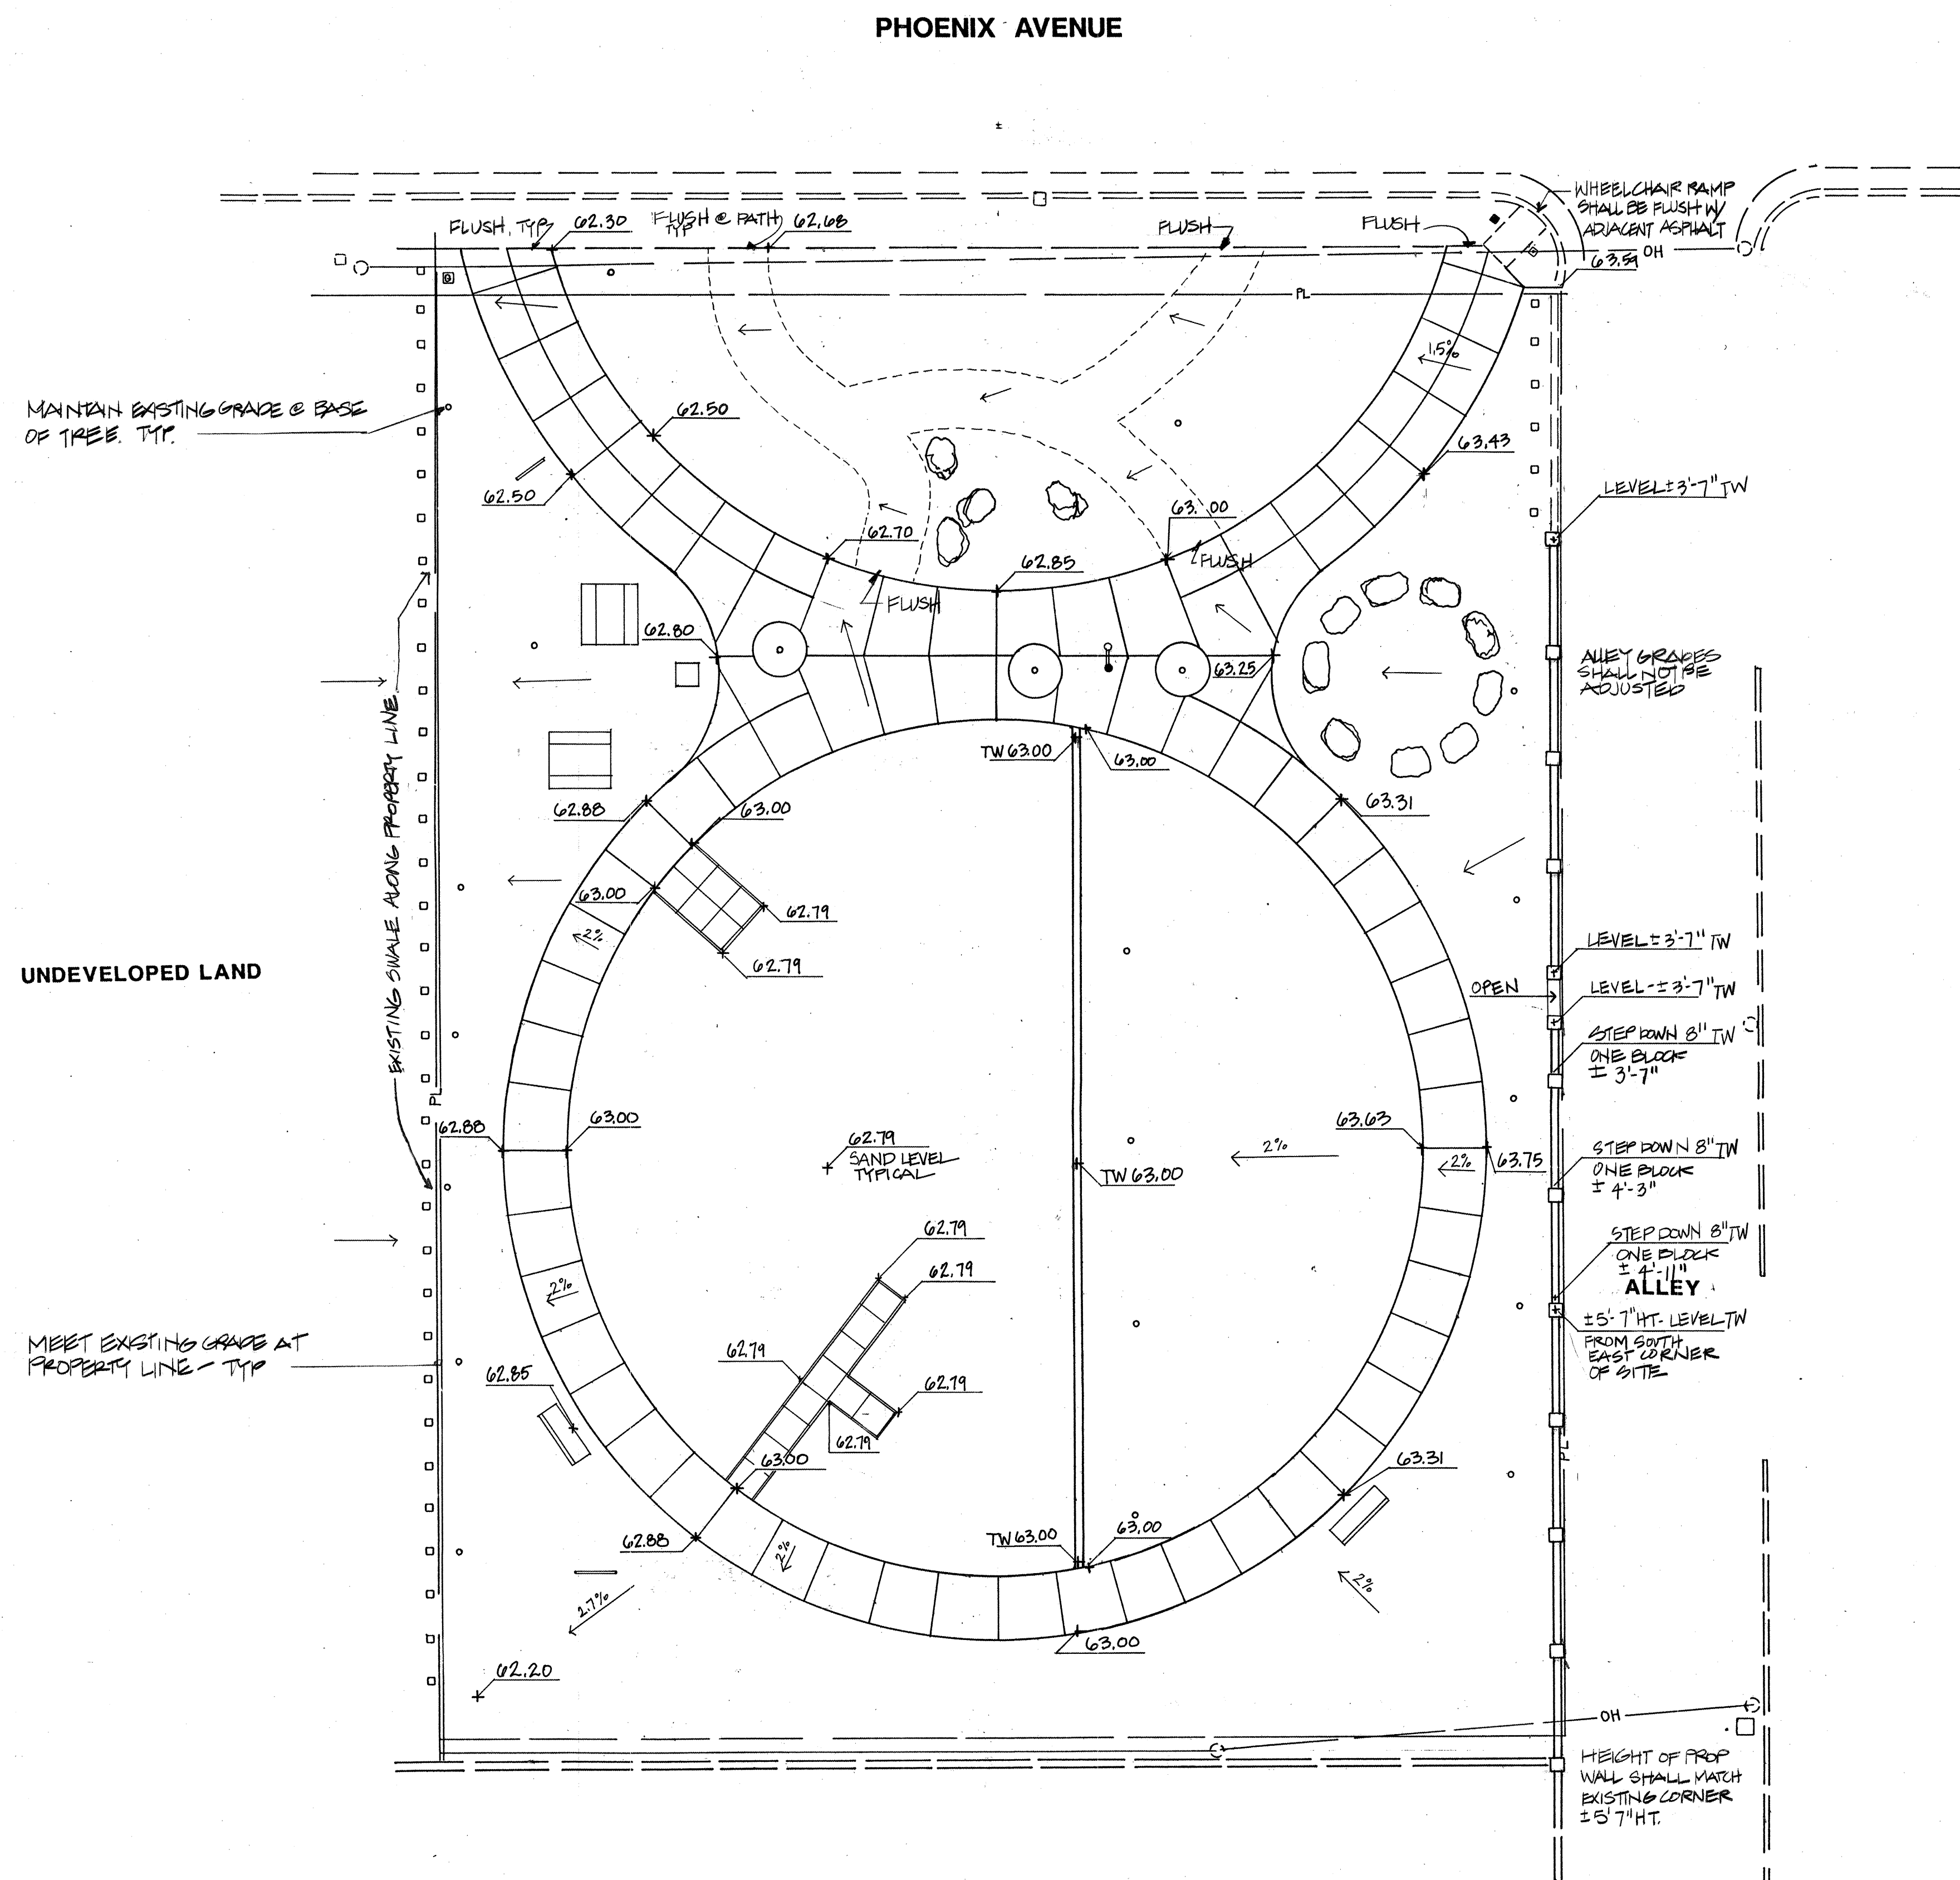 PHOENIX AVENUE
±
WHEELCHAIR RAMP
SHALL BE FLUSH W/
ADJACENT ASPHALT
FLUSH, TYP
62.30
FLUSH @ PATH
TYP
62.68
FLUSH
FLUSH
OH
63.59
PL
1.5%
MAINTAIN EXISTING GRADE @ BASE
OF TREE. TYP.
62.50
63.43
62.50
LEVEL ± 3'-7" TW
62.70
63.00
FLUSH
62.85
FLUSH
62.80
63.25
ALLEY GRADES
SHALL NOT BE
ADJUSTED
EXISTING SWALE ALONG PROPERTY LINE.
TW 63.00
63.00
62.88
63.00
63.31
63.00
62.79
2%
62.79
UNDEVELOPED LAND
LEVEL ± 3'-7" TW
OPEN
LEVEL - ± 3'-7" TW
STEP DOWN 8" TW
ONE BLOCK
± 3'-7"
PL
62.88
63.00
62.79
SAND LEVEL
TYPICAL
TW 63.00
2%
63.63
2%
63.75
STEP DOWN 8" TW
ONE BLOCK
± 4'-3"
62.79
62.79
2%
STEP DOWN 8" TW
ONE BLOCK
± 4'-11"
ALLEY
± 5'-7" HT. LEVEL TW
FROM SOUTH
EAST CORNER
OF SITE
MEET EXISTING GRADE AT
PROPERTY LINE - TYP
62.79
62.85
62.79
62.79
63.00
63.31
PL
62.88
2%
TW 63.00
63.00
2.7%
2%
63.00
62.20
OH
HEIGHT OF PROP
WALL SHALL MATCH
EXISTING CORNER
± 5'7" HT.